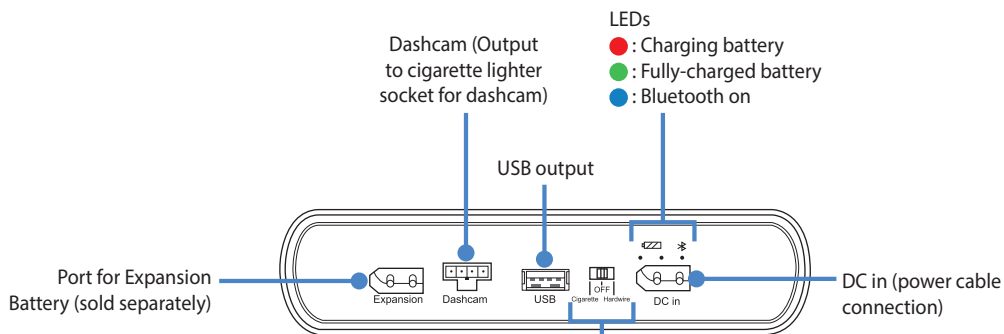 LEDs
: Charging battery
: Fully-charged battery
: Bluetooth on
Dashcam (Output
to cigarette lighter
socket for dashcam)
USB output
Port for Expansion
Battery (sold separately)
DC in (power cable
connection)
Expansion
Dashcam
USB
OFF
Cigarette Hardwire
DC in